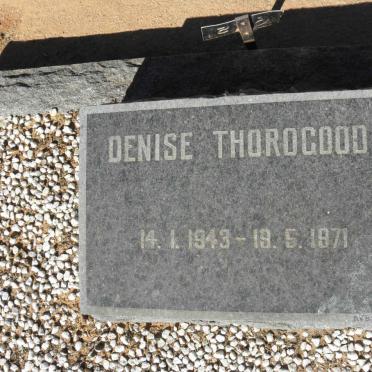 DENISE THOROGOOD
14. 1. 1943 - 19. 5. 1971